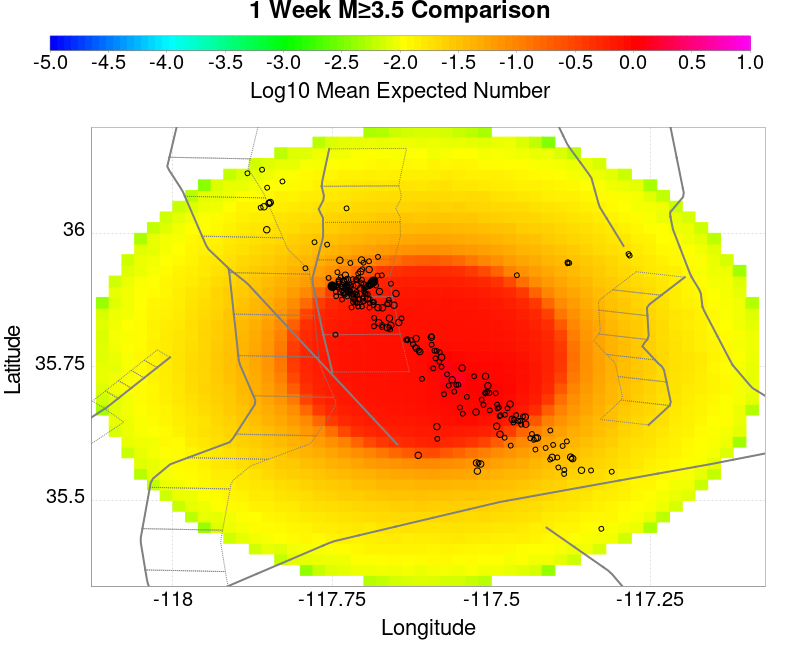 1 Week M≥3.5 Comparison
-5.0 -4.5 -4.0 -3.5 -3.0 -2.5 -2.0 -1.5 -1.0 -0.5 0.0 0.5 1.0
Log10 Mean Expected Number
36
35.75
35.5
Latitude
-118 -117.75 -117.5 -117.25
Longitude